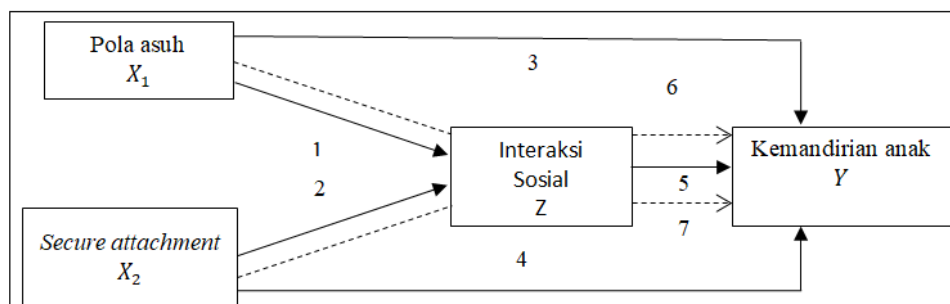 Pola asuh
X₁
3
6
1
Interaksi
Sosial
Z
Kemandirian anak
Y
5
2
7
Secure attachment
X₂
4